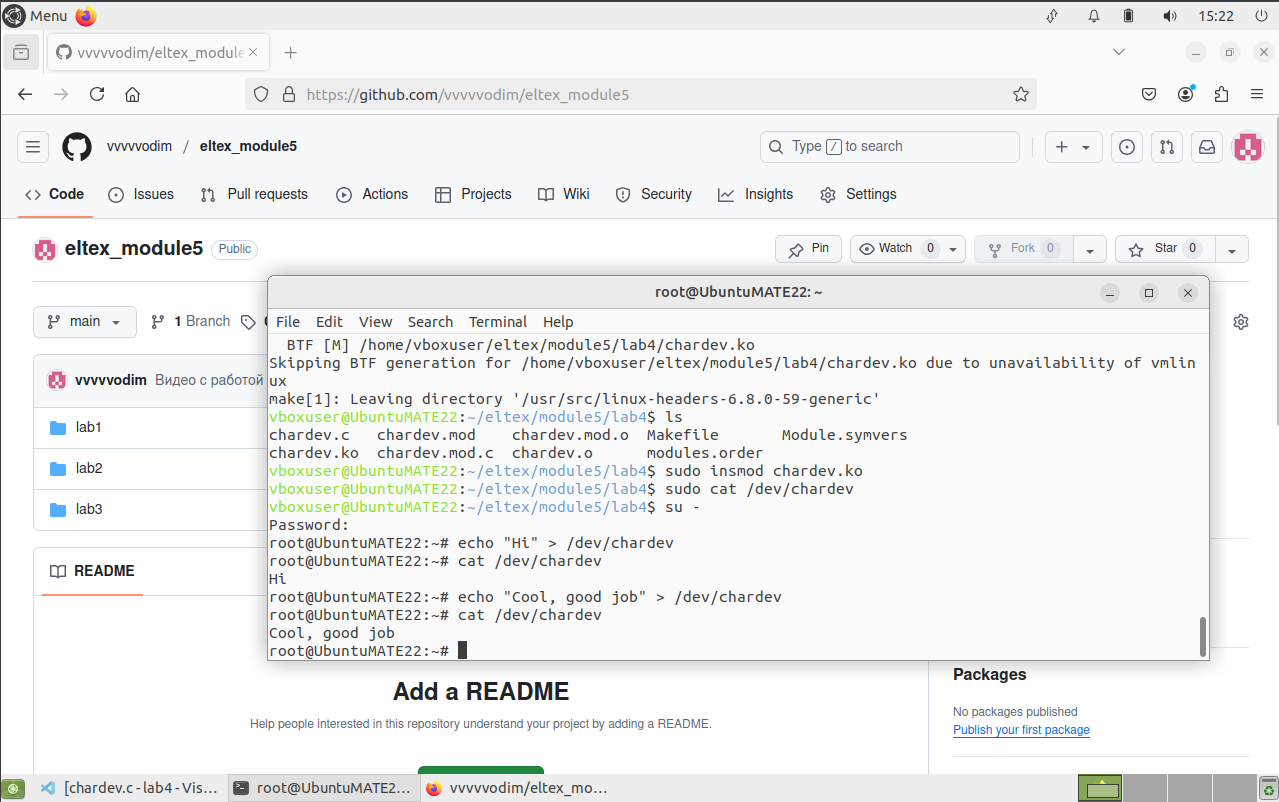 Menu 15:22
vvvvvodim/eltex_module
https://github.com/vvvvvodim/eltex_module5
vvvvvodim / eltex_module5 Type / to search
Code Issues Pull requests Actions Projects Wiki Security Insights Settings
eltex_module5 Public Pin Watch 0 Fork 0 Star 0
main 1 Branch
vvvvvodim Видео с работой
lab1
lab2
lab3
README
root@UbuntuMATE22: ~
File Edit View Search Terminal Help
BTF [M] /home/vboxuser/eltex/module5/lab4/chardev.ko
Skipping BTF generation for /home/vboxuser/eltex/module5/lab4/chardev.ko due to unavailability of vmlin
ux
make[1]: Leaving directory '/usr/src/linux-headers-6.8.0-59-generic'
vboxuser@UbuntuMATE22:~/eltex/module5/lab4$ ls
chardev.c chardev.mod chardev.mod.o Makefile Module.symvers
chardev.ko chardev.mod.c chardev.o modules.order
vboxuser@UbuntuMATE22:~/eltex/module5/lab4$ sudo insmod chardev.ko
vboxuser@UbuntuMATE22:~/eltex/module5/lab4$ sudo cat /dev/chardev
vboxuser@UbuntuMATE22:~/eltex/module5/lab4$ su -
Password:
root@UbuntuMATE22:~# echo "Hi" > /dev/chardev
root@UbuntuMATE22:~# cat /dev/chardev
Hi
root@UbuntuMATE22:~# echo "Cool, good job" > /dev/chardev
root@UbuntuMATE22:~# cat /dev/chardev
Cool, good job
root@UbuntuMATE22:~#
Add a README
Help people interested in this repository understand your project by adding a README.
Packages
No packages published
Publish your first package
[chardev.c - lab4 - Vis... root@UbuntuMATE2... vvvvvodim/eltex_mo...